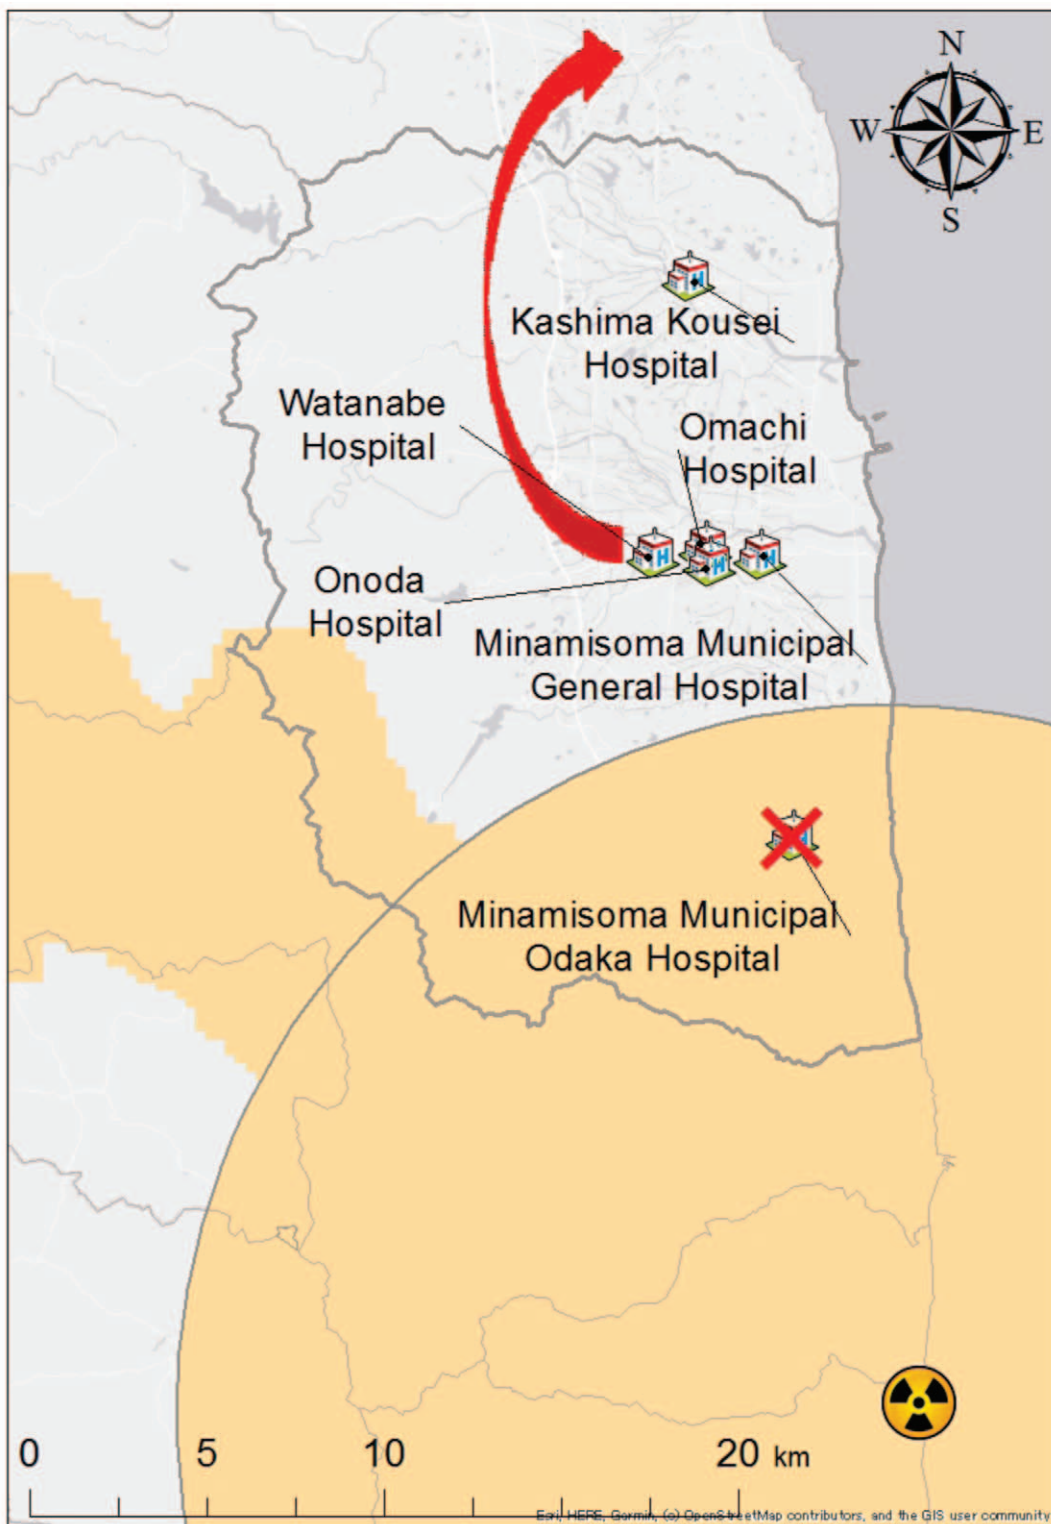 N
W E
S
Kashima Kousei
Hospital
Watanabe
Hospital
Omachi
Hospital
Onoda
Hospital
Minamisoma Municipal
General Hospital
Minamisoma Municipal
Odaka Hospital
0 5 10 20 km
Esri, HERE, Garmin, (c) OpenStreetMap contributors, and the GIS user community